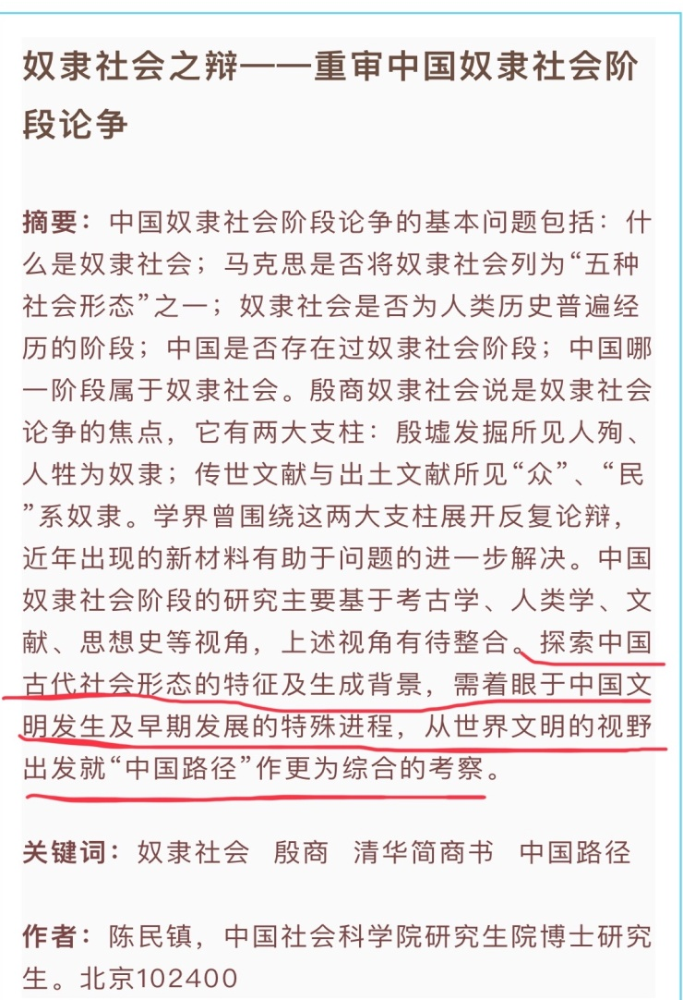 奴隶社会之辩——重审中国奴隶社会阶
段论争
摘要：中国奴隶社会阶段论争的基本问题包括：什
么是奴隶社会；马克思是否将奴隶社会列为“五种
社会形态”之一；奴隶社会是否为人类历史普遍经
历的阶段；中国是否存在过奴隶社会阶段；中国哪
一阶段属于奴隶社会。殷商奴隶社会说是奴隶社会
论争的焦点，它有两大支柱：殷墟发掘所见人殉、
人牲为奴隶；传世文献与出土文献所见“众”、“民
”系奴隶。学界曾围绕这两大支柱展开反复论辩，
近年出现的新材料有助于问题的进一步解决。中国
奴隶社会阶段的研究主要基于考古学、人类学、文
献、思想史等视角，上述视角有待整合。探索中国
古代社会形态的特征及生成背景，需着眼于中国文
明发生及早期发展的特殊进程，从世界文明的视野
出发就“中国路径”作更为综合的考察。
关键词：奴隶社会 殷商 清华简商书 中国路径
作者：陈民镇，中国社会科学院研究生院博士研究
生。北京102400